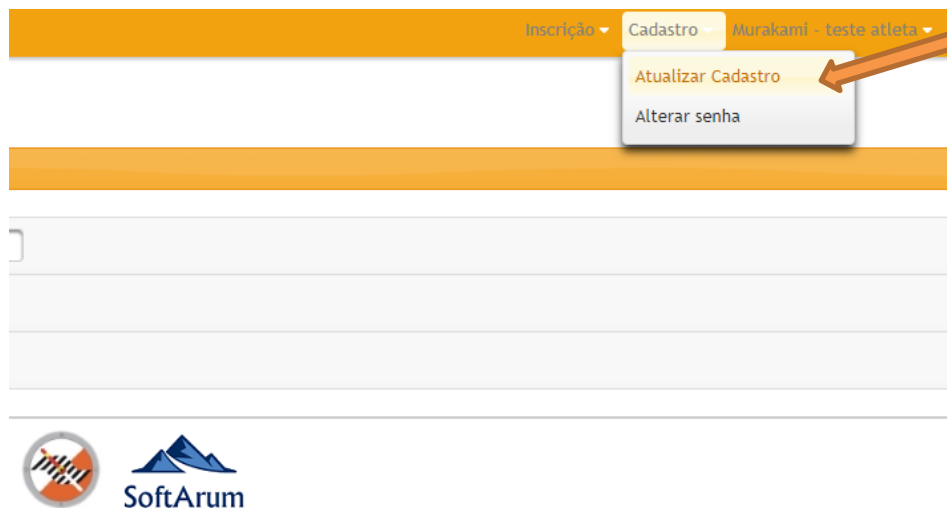 Inscrição Cadastro Murakami - teste atleta
Atualizar Cadastro
Alterar senha
SoftArum